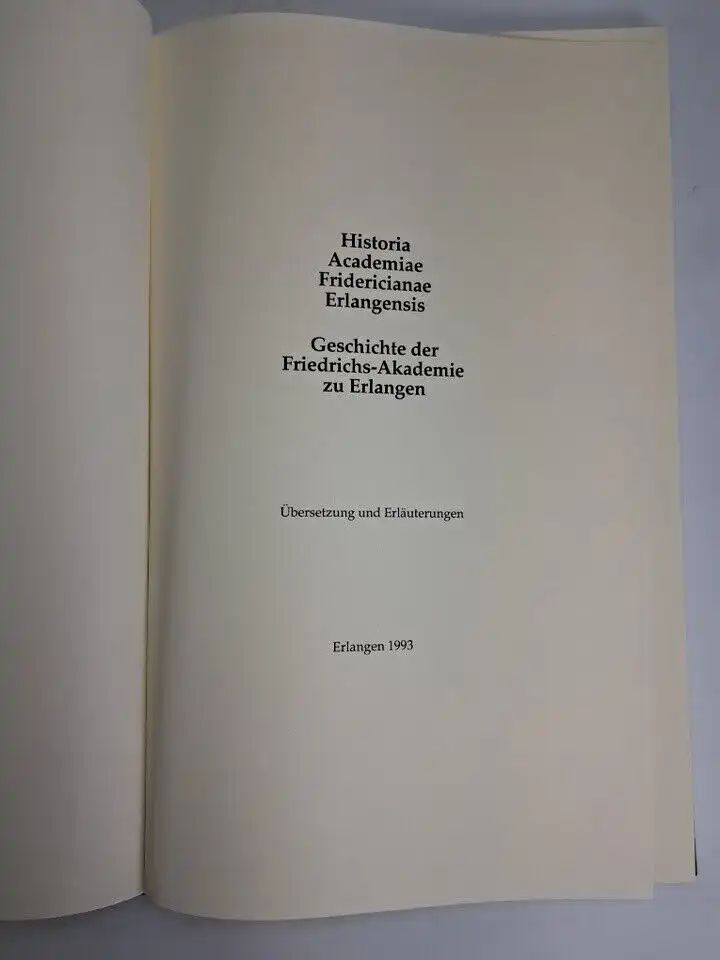 Historia
Academiae
Fridericianae
Erlangensis
Geschichte der
Friedrichs-Akademie
zu Erlangen
Übersetzung und Erläuterungen
Erlangen 1993